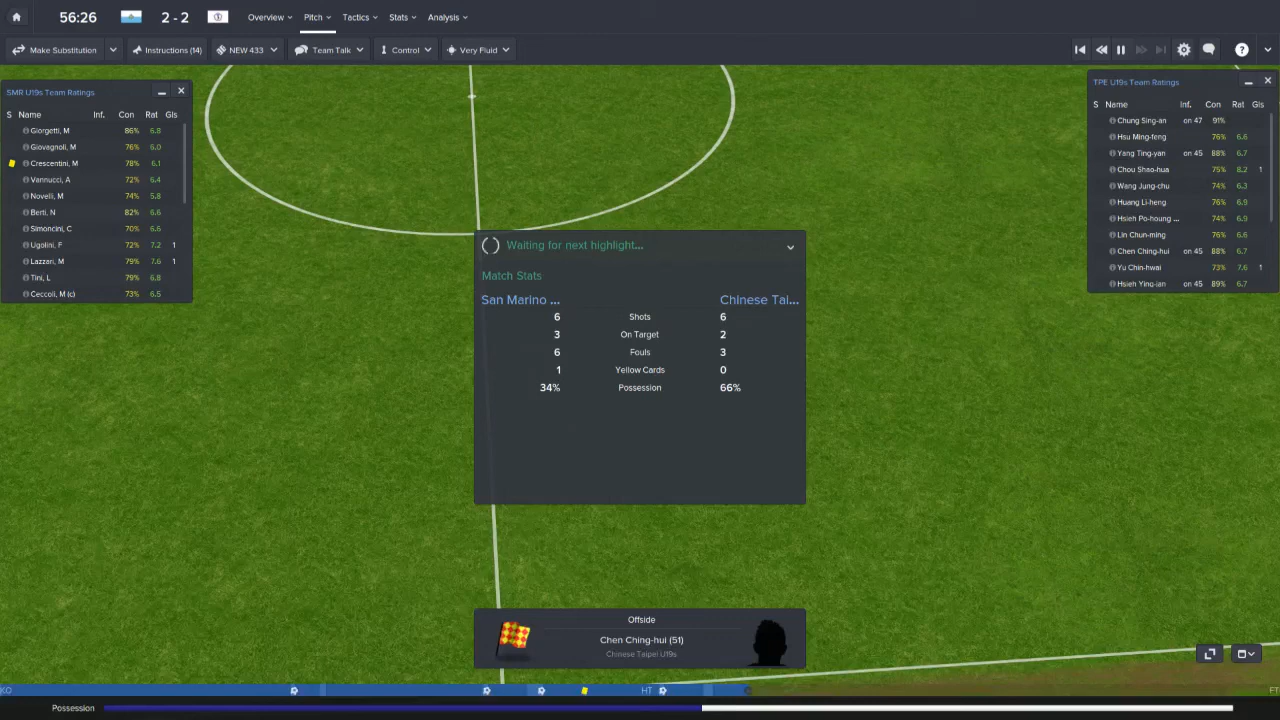 56:26 2 - 2 Overview Pitch Tactics Stats Analysis
Make Substitution Instructions (14) NEW 433 Team Talk Control Very Fluid
SMR U19s Team Ratings
S Name Inf. Con Rat Gls
Giorgetti, M 86% 6.8
Giovagnoli, M 76% 6.0
Crescentini, M 78% 6.1
Vannucci, A 72% 6.4
Novelli, M 74% 5.8
Berti, N 82% 6.6
Simoncini, C 70% 6.6
Ugolini, F 72% 7.2 1
Lazzari, M 79% 7.6 1
Tini, L 79% 6.8
Ceccoli, M (c) 73% 6.5
TPE U19s Team Ratings
S Name Inf. Con Rat Gls
Chung Sing-an on 47 91%
Hsu Ming-feng 76% 6.6
Yang Ting-yan on 45 88% 6.7
Chou Shao-hua 75% 8.2 1
Wang Jung-chu 74% 6.3
Huang Li-heng 76% 6.9
Hsieh Po-houng ... 74% 6.9
Lin Chun-ming 76% 6.6
Chen Ching-hui on 45 88% 6.7
Yu Chin-hwai 73% 7.6 1
Hsieh Ying-ian on 45 89% 6.7
Waiting for next highlight...
Match Stats
San Marino ... Chinese Tai...
6 Shots 6
3 On Target 2
6 Fouls 3
1 Yellow Cards 0
34% Possession 66%
Offside
Chen Ching-hui (51)
Chinese Taipei U19s
KO HT FT
Possession